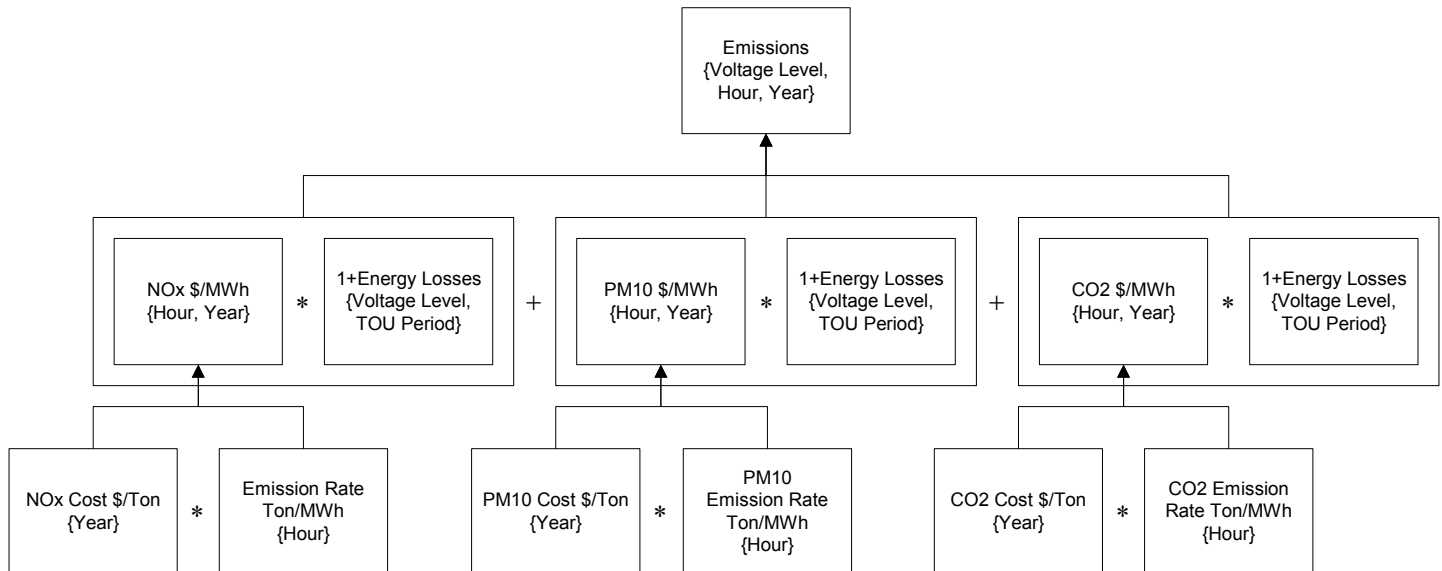 Emissions
{Voltage Level,
Hour, Year}
NOx $/MWh
{Hour, Year}
*
1+Energy Losses
{Voltage Level,
TOU Period}
+
PM10 $/MWh
{Hour, Year}
*
1+Energy Losses
{Voltage Level,
TOU Period}
+
CO2 $/MWh
{Hour, Year}
*
1+Energy Losses
{Voltage Level,
TOU Period}
NOx Cost $/Ton
{Year}
*
Emission Rate
Ton/MWh
{Hour}
PM10 Cost $/Ton
{Year}
*
PM10
Emission Rate
Ton/MWh
{Hour}
CO2 Cost $/Ton
{Year}
*
CO2 Emission
Rate Ton/MWh
{Hour}